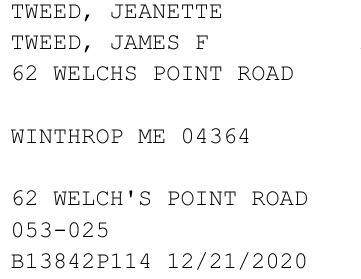 TWEED, JEANETTE
TWEED, JAMES F
62 WELCHS POINT ROAD
WINTHROP ME 04364
62 WELCH'S POINT ROAD
053-025
B13842P114 12/21/2020